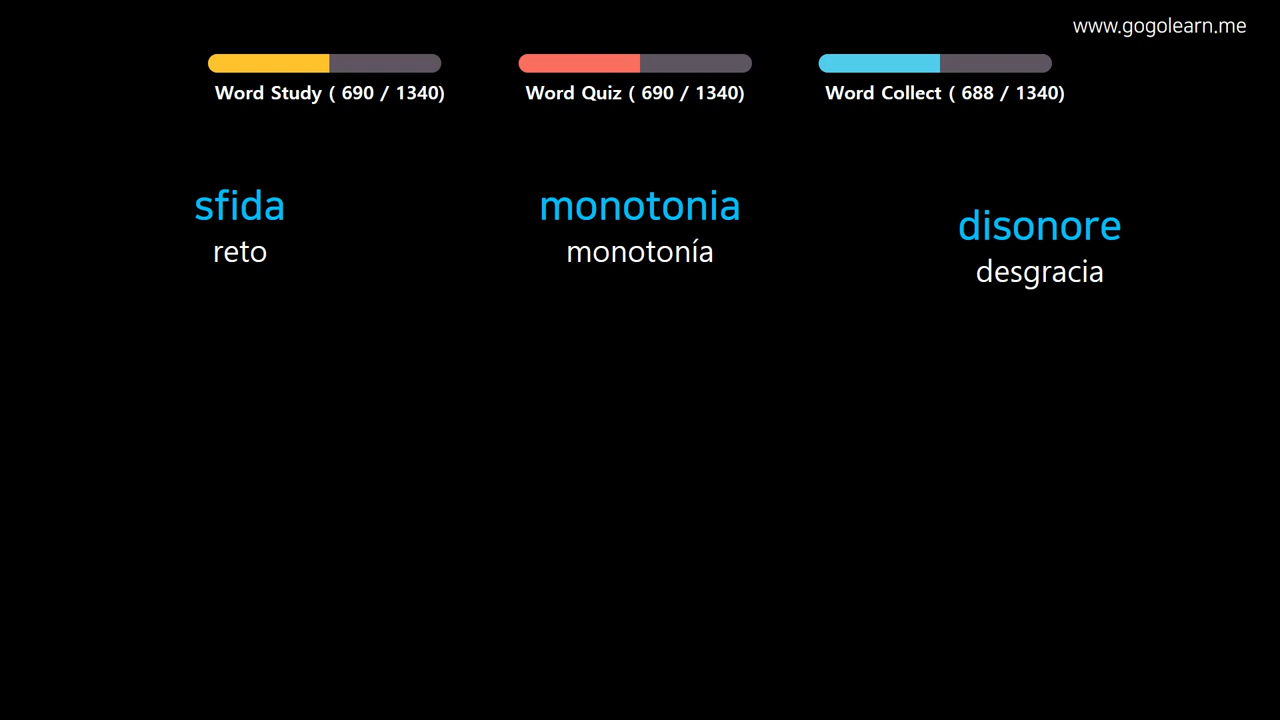 www.gogolearn.me
Word Study ( 690 / 1340)
Word Quiz ( 690 / 1340)
Word Collect ( 688 / 1340)
sfida
reto
monotonia
monotonía
disonore
desgracia